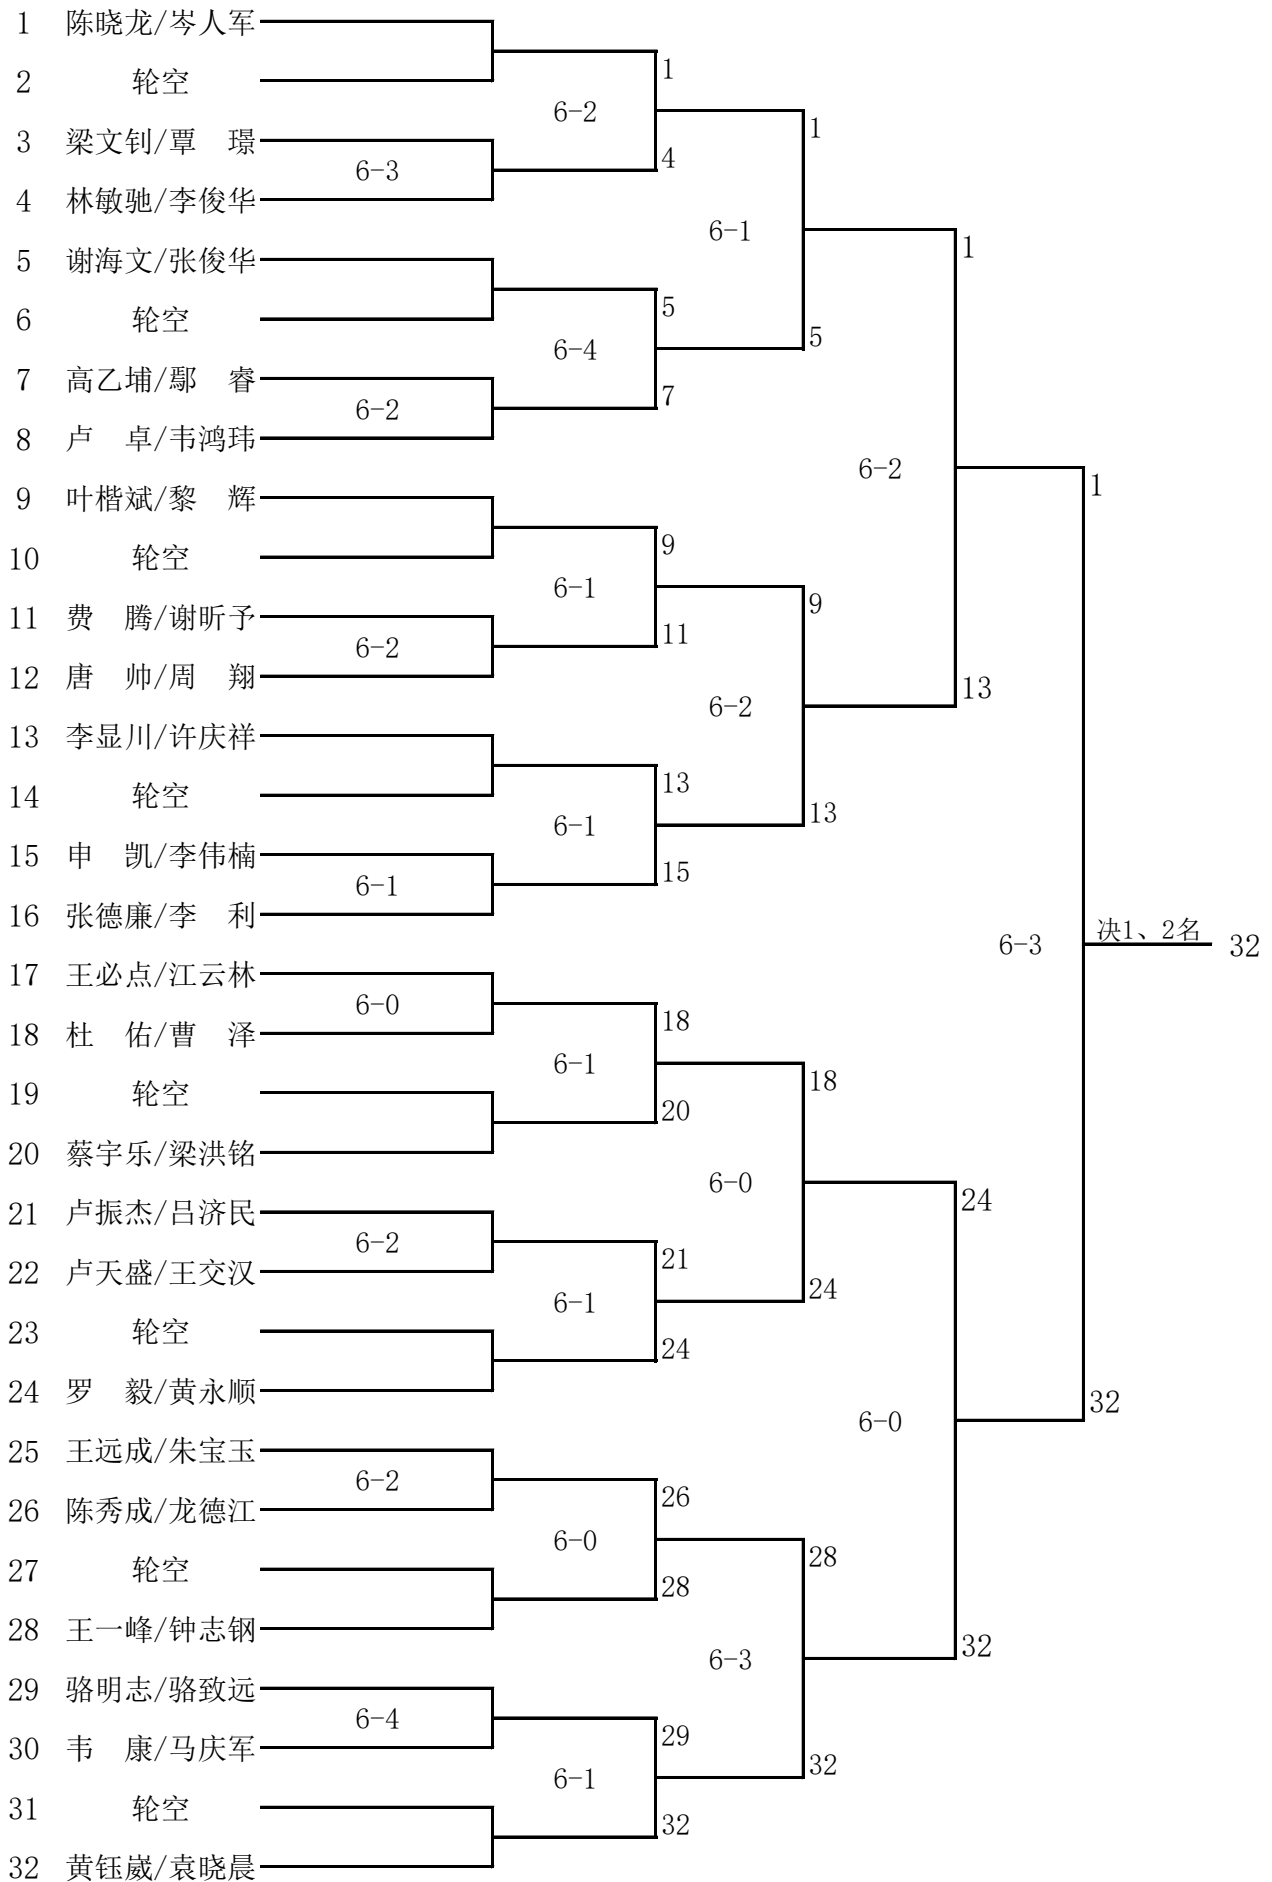 1 陈晓龙/岑人军
1
2 轮空
6-2
1
3 梁文钊/覃 璟
6-3
4
4 林敏驰/李俊华
6-1
1
5 谢海文/张俊华
5
6 轮空
6-4
5
7 高乙埔/鄢 睿
6-2
7
8 卢 卓/韦鸿玮
6-2
1
9 叶楷斌/黎 辉
9
10 轮空
6-1
9
11 费 腾/谢昕予
6-2
11
12 唐 帅/周 翔
6-2
13
13 李显川/许庆祥
13
14 轮空
6-1
13
15 申 凯/李伟楠
6-1
15
16 张德廉/李 利
6-3
决1、2名
32
17 王必点/江云林
6-0
18
18 杜 佑/曹 泽
6-1
18
19 轮空
20
20 蔡宇乐/梁洪铭
6-0
24
21 卢振杰/吕济民
6-2
21
22 卢天盛/王交汉
6-1
24
23 轮空
24
24 罗 毅/黄永顺
6-0
32
25 王远成/朱宝玉
6-2
26
26 陈秀成/龙德江
6-0
28
27 轮空
28
28 王一峰/钟志钢
6-3
32
29 骆明志/骆致远
6-4
29
30 韦 康/马庆军
6-1
32
31 轮空
32
32 黄钰崴/袁晓晨